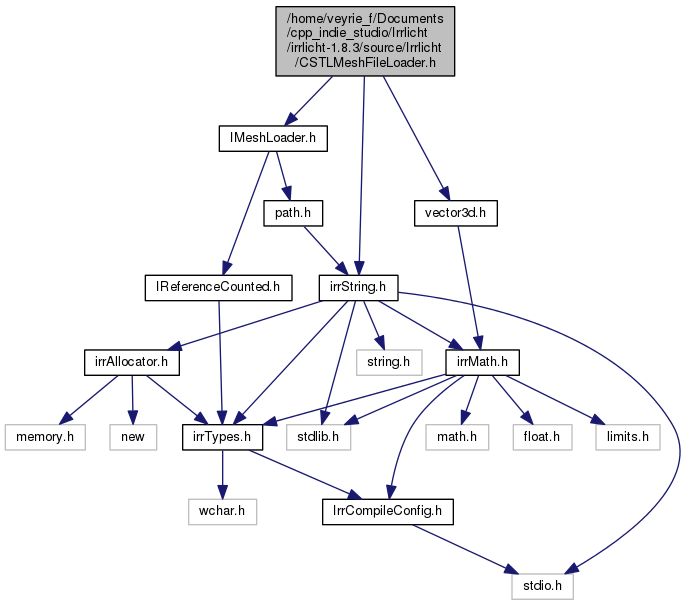 /home/veyrie_f/Documents
/cpp_indie_studio/Irrlicht
/irrlicht-1.8.3/source/Irrlicht
/CSTLMeshFileLoader.h
IMeshLoader.h
path.h
vector3d.h
IReferenceCounted.h
irrString.h
irrAllocator.h
string.h
irrMath.h
memory.h
new
irrTypes.h
stdlib.h
math.h
float.h
limits.h
wchar.h
IrrCompileConfig.h
stdio.h